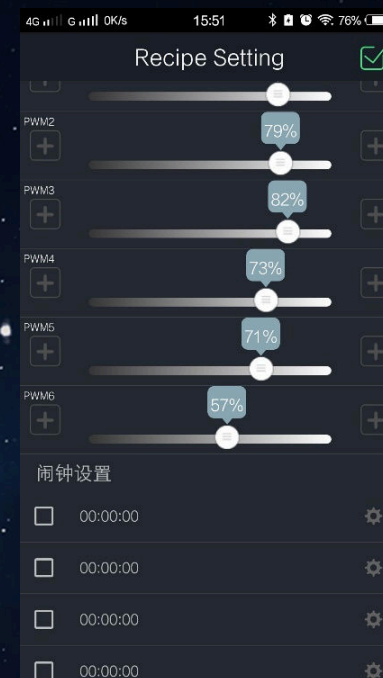 4G G 0K/s 15:51 76%
Recipe Setting
PWM2
79%
PWM3
82%
PWM4
73%
PWM5
71%
PWM6
57%
闹钟设置
00:00:00
00:00:00
00:00:00
00:00:00